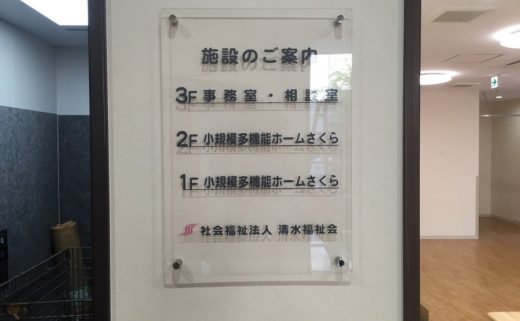 施設のご案内
3F 事務室・相談室
2F 小規模多機能ホームさくら
1F 小規模多機能ホームさくら
社会福祉法人 清水福祉会